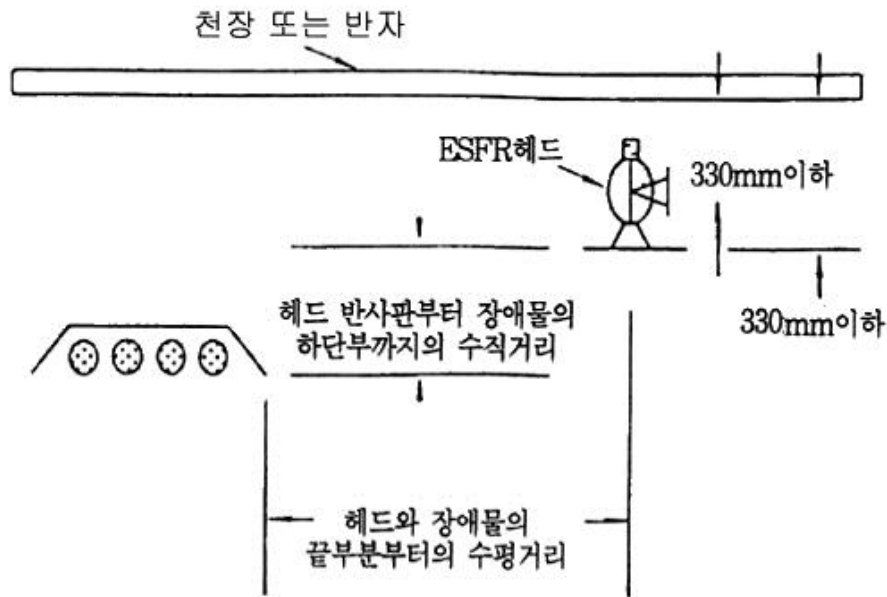 천장 또는 반자
ESFR헤드
330mm이하
헤드 반사판부터 장애물의
하단부까지의 수직거리
330mm이하
헤드와 장애물의
끝부분부터의 수평거리